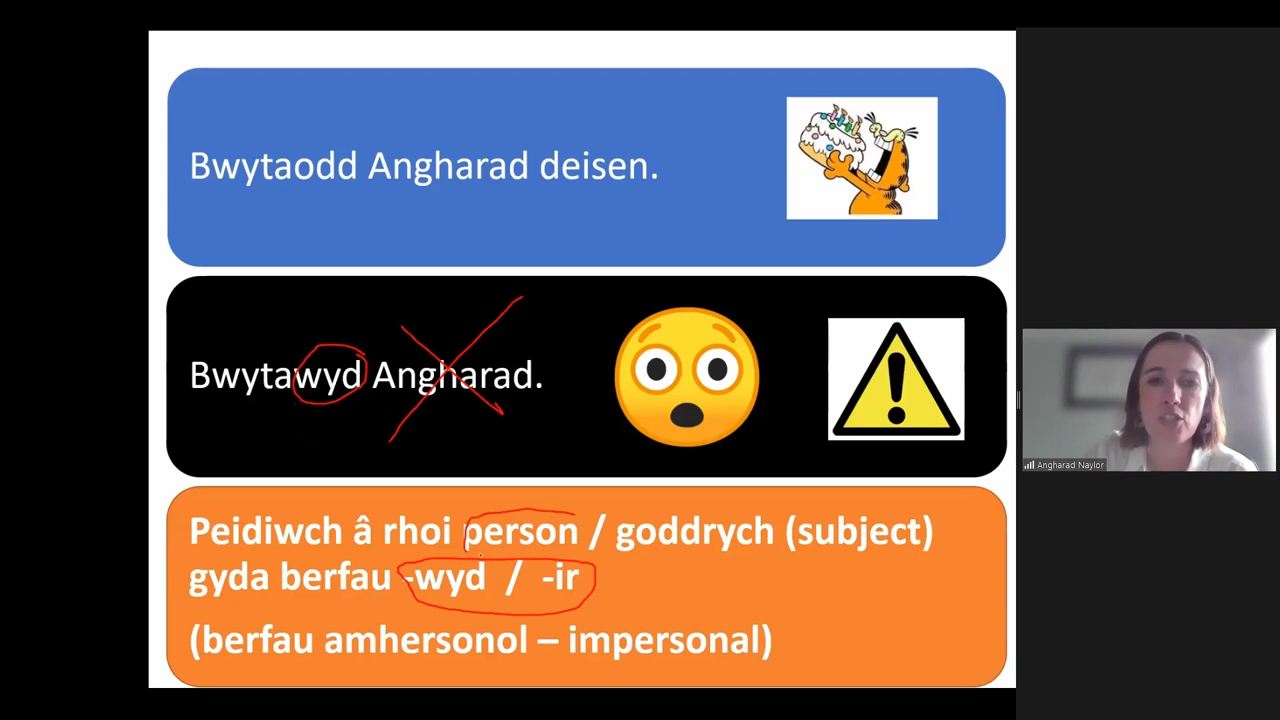 Bwytaodd Angharad deisen.
Bwytawyd Angharad.
Peidiwch â rhoi person / goddrych (subject)
gyda berfau -wyd / -ir
(berfau amhersonol – impersonal)
Angharad Naylor